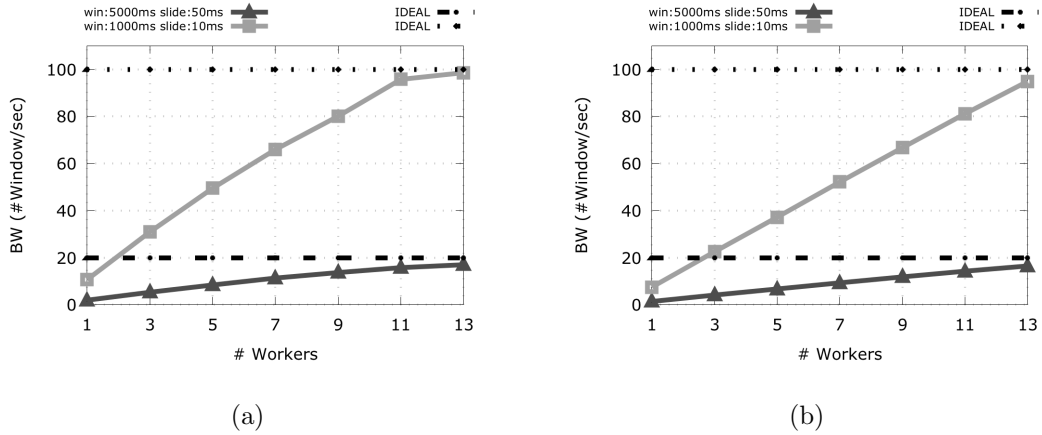 win:5000ms slide:50ms
win:1000ms slide:10ms
IDEAL
IDEAL
BW (#Window/sec)
100
80
60
40
20
0
1 3 5 7 9 11 13
# Workers
(a)
win:5000ms slide:50ms
win:1000ms slide:10ms
IDEAL
IDEAL
BW (#Window/sec)
100
80
60
40
20
0
1 3 5 7 9 11 13
# Workers
(b)